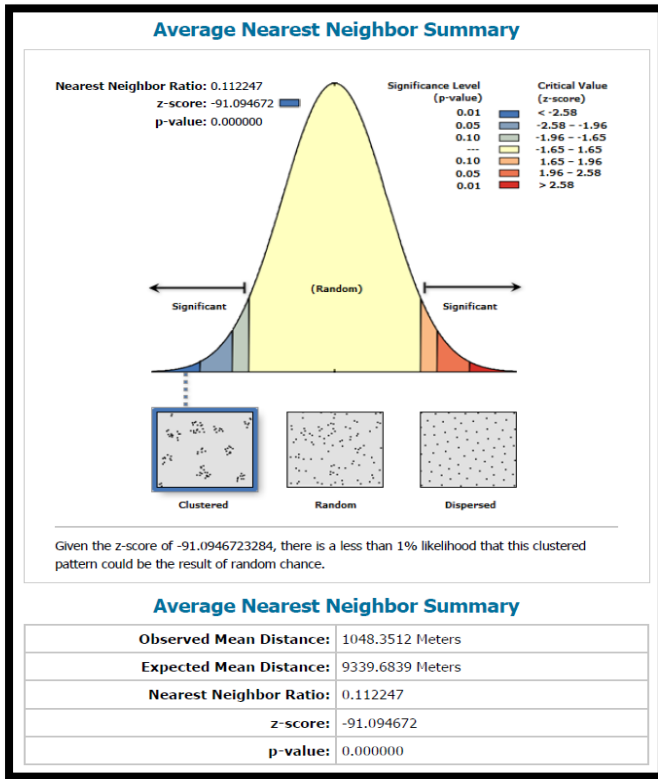 Average Nearest Neighbor Summary
Nearest Neighbor Ratio: 0.112247
z-score: -91.094672
p-value: 0.000000
Significance Level Critical Value
(p-value) (z-score)
0.01 < -2.58
0.05 -2.58 – -1.96
0.10 -1.96 – -1.65
--- -1.65 – 1.65
0.10 1.65 – 1.96
0.05 1.96 – 2.58
0.01 > 2.58
(Random)
Significant Significant
Clustered Random Dispersed
Given the z-score of -91.0946723284, there is a less than 1% likelihood that this clustered
pattern could be the result of random chance.
Average Nearest Neighbor Summary
Observed Mean Distance: 1048.3512 Meters
Expected Mean Distance: 9339.6839 Meters
Nearest Neighbor Ratio: 0.112247
z-score: -91.094672
p-value: 0.000000